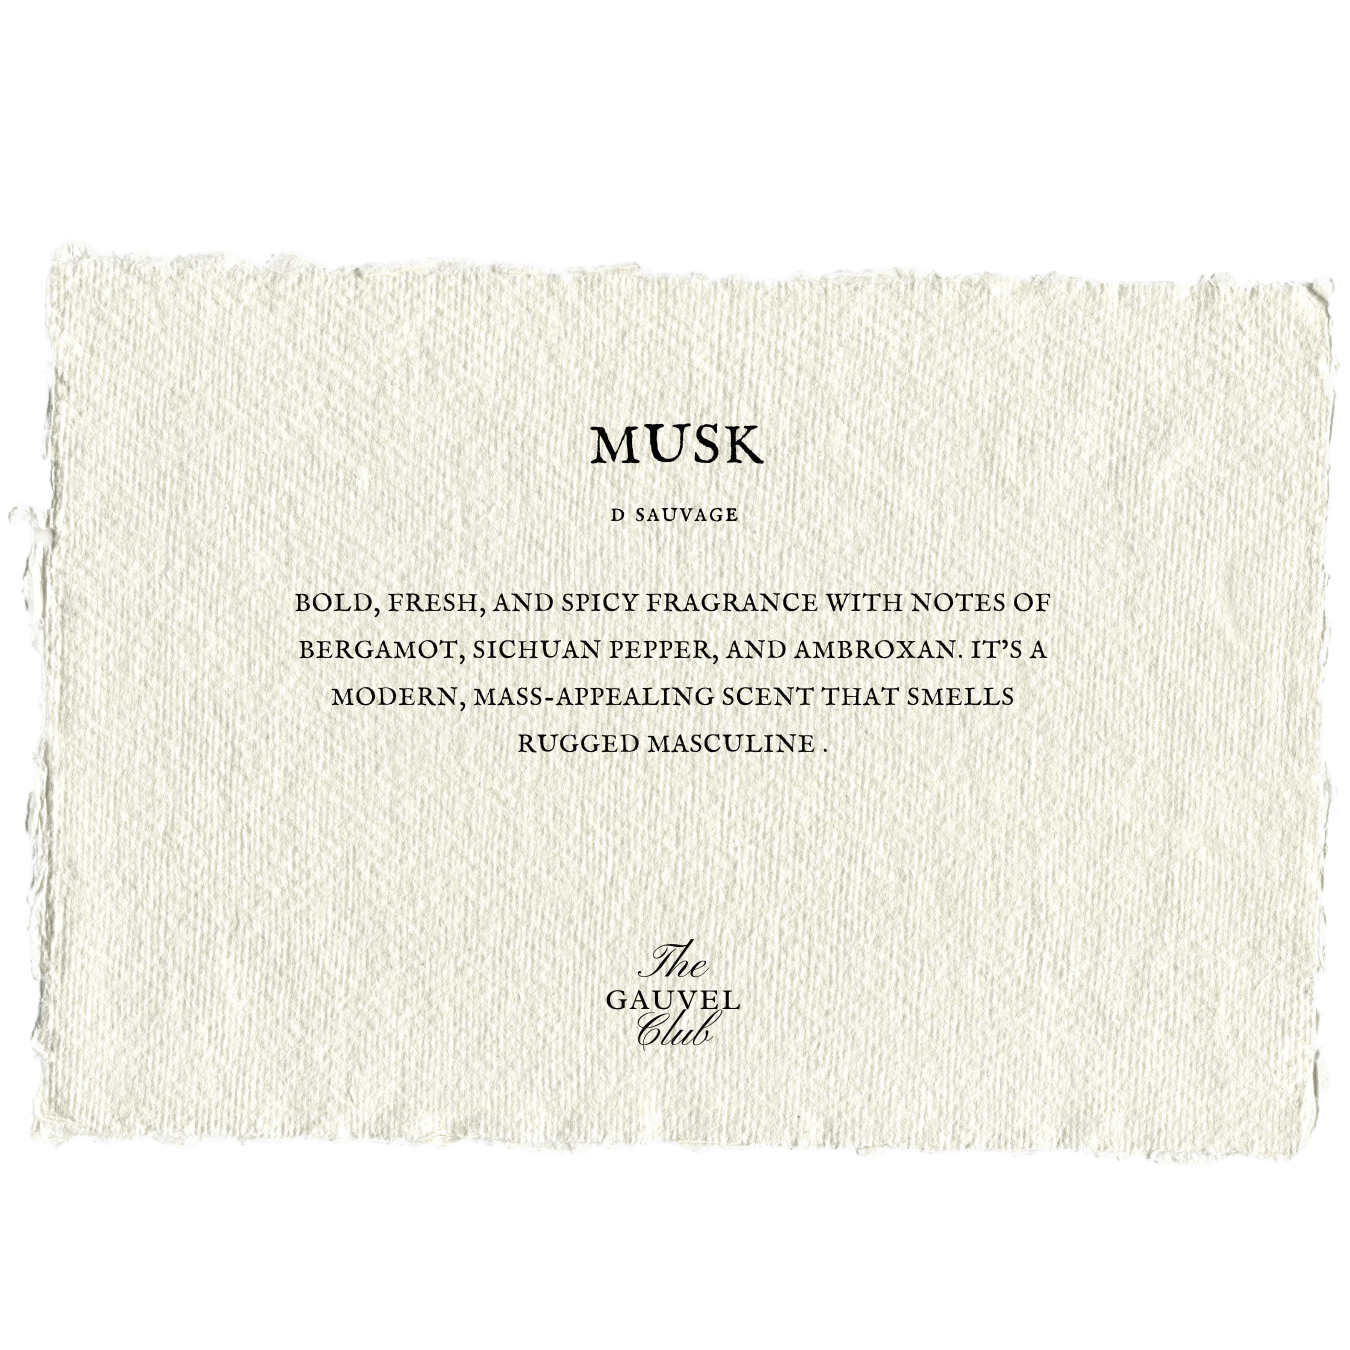 MUSK
D SAUVAGE
BOLD, FRESH, AND SPICY FRAGRANCE WITH NOTES OF
BERGAMOT, SICHUAN PEPPER, AND AMBROXAN. IT'S A
MODERN, MASS-APPEALING SCENT THAT SMELLS
RUGGED MASCULINE .
The
GAUVEL
Club